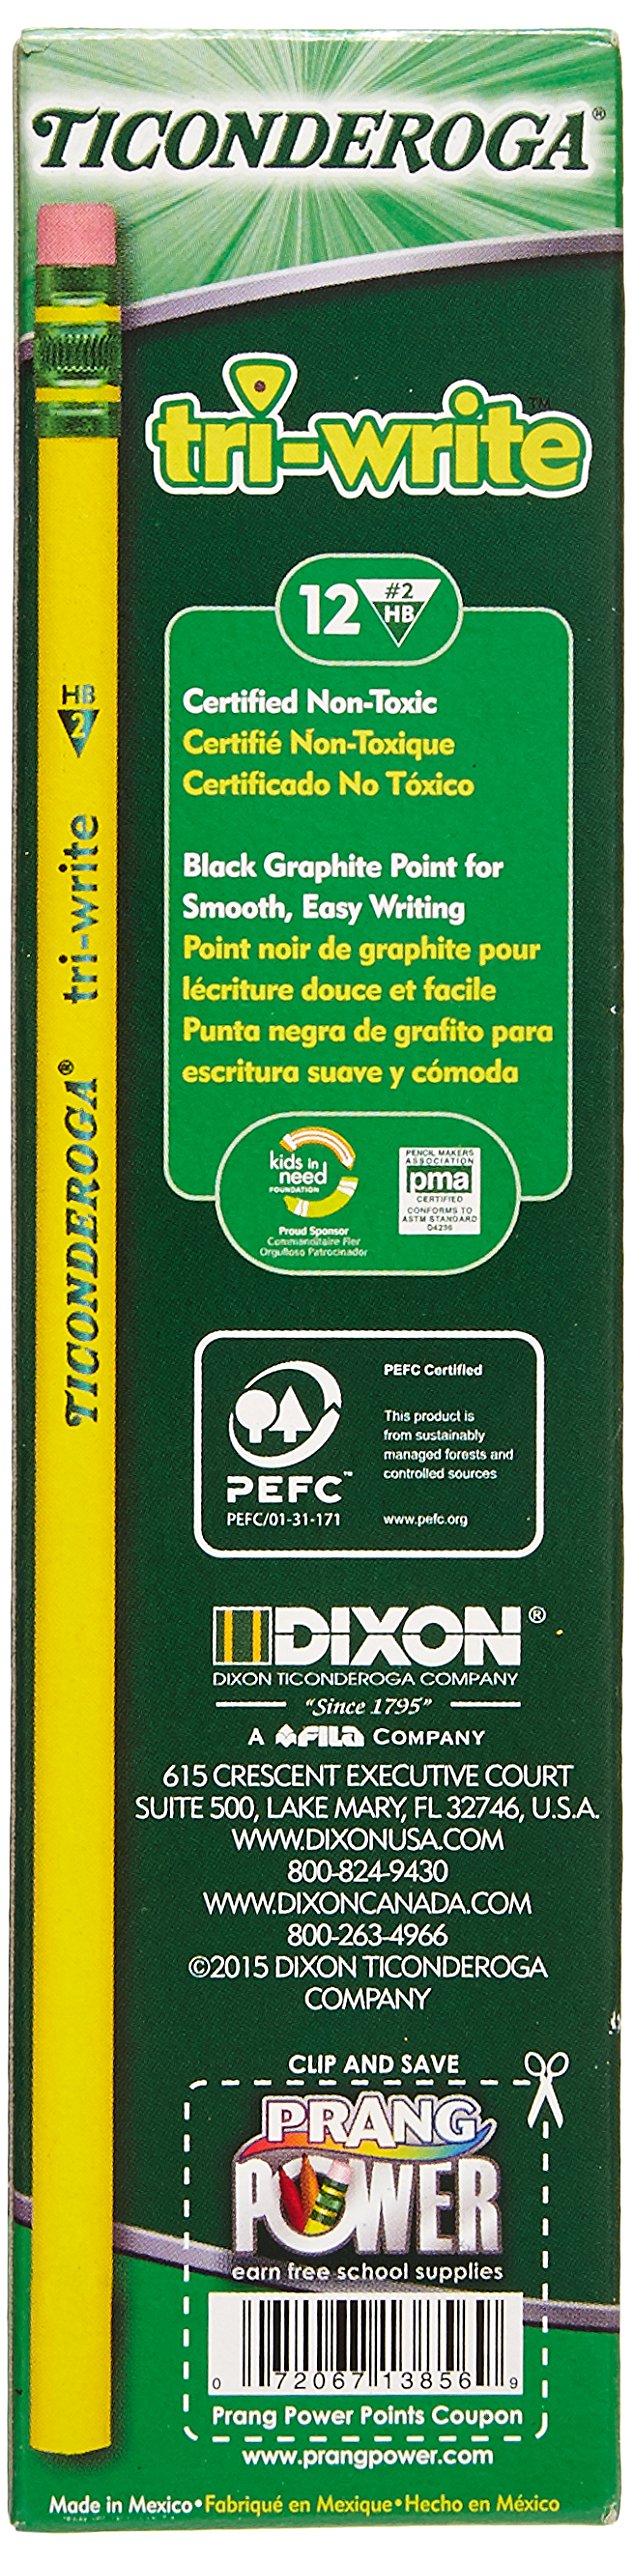 TICONDEROGA®
tri-write™
12 #2
HB
HB
2
tri-write
TICONDEROGA®
Certified Non-Toxic
Certifié Non-Toxique
Certificado No Tóxico
Black Graphite Point for
Smooth, Easy Writing
Point noir de graphite pour
lécriture douce et facile
Punta negra de grafito para
escritura suave y cómoda
kids in
need
FOUNDATION
Proud Sponsor
Commanditaire Fier
Orgulloso Patrocinador
PENCIL MAKERS
ASSOCIATION
pma
CERTIFIED
CONFORMS TO
ASTM STANDARD
D4236
PEFC™
PEFC/01-31-171
PEFC Certified
This product is
from sustainably
managed forests and
controlled sources
www.pefc.org
DIXON®
DIXON TICONDEROGA COMPANY
"Since 1795"
A FILA COMPANY
615 CRESCENT EXECUTIVE COURT
SUITE 500, LAKE MARY, FL 32746, U.S.A.
WWW.DIXONUSA.COM
800-824-9430
WWW.DIXONCANADA.COM
800-263-4966
©2015 DIXON TICONDEROGA
COMPANY
CLIP AND SAVE
PRANG
POWER
earn free school supplies
0 72067 13856 9
Prang Power Points Coupon
www.prangpower.com
Made in Mexico•Fabriqué en Mexique•Hecho en México